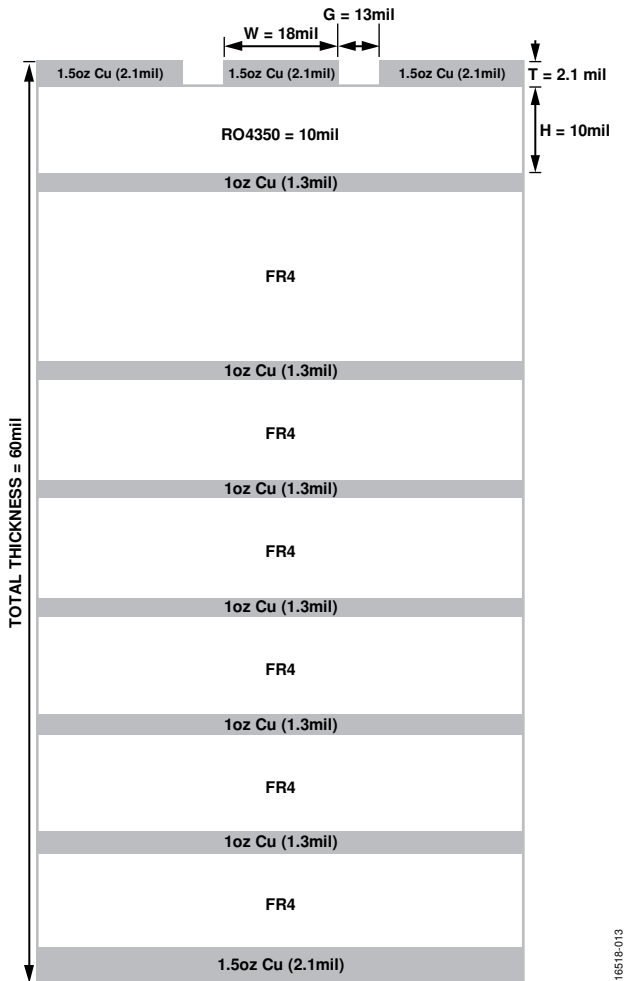 G = 13mil
W = 18mil
1.5oz Cu (2.1mil)
1.5oz Cu (2.1mil)
1.5oz Cu (2.1mil)
T = 2.1 mil
RO4350 = 10mil
H = 10mil
1oz Cu (1.3mil)
FR4
1oz Cu (1.3mil)
FR4
1oz Cu (1.3mil)
FR4
1oz Cu (1.3mil)
FR4
1oz Cu (1.3mil)
FR4
1oz Cu (1.3mil)
FR4
1.5oz Cu (2.1mil)
TOTAL THICKNESS = 60mil
16518-013